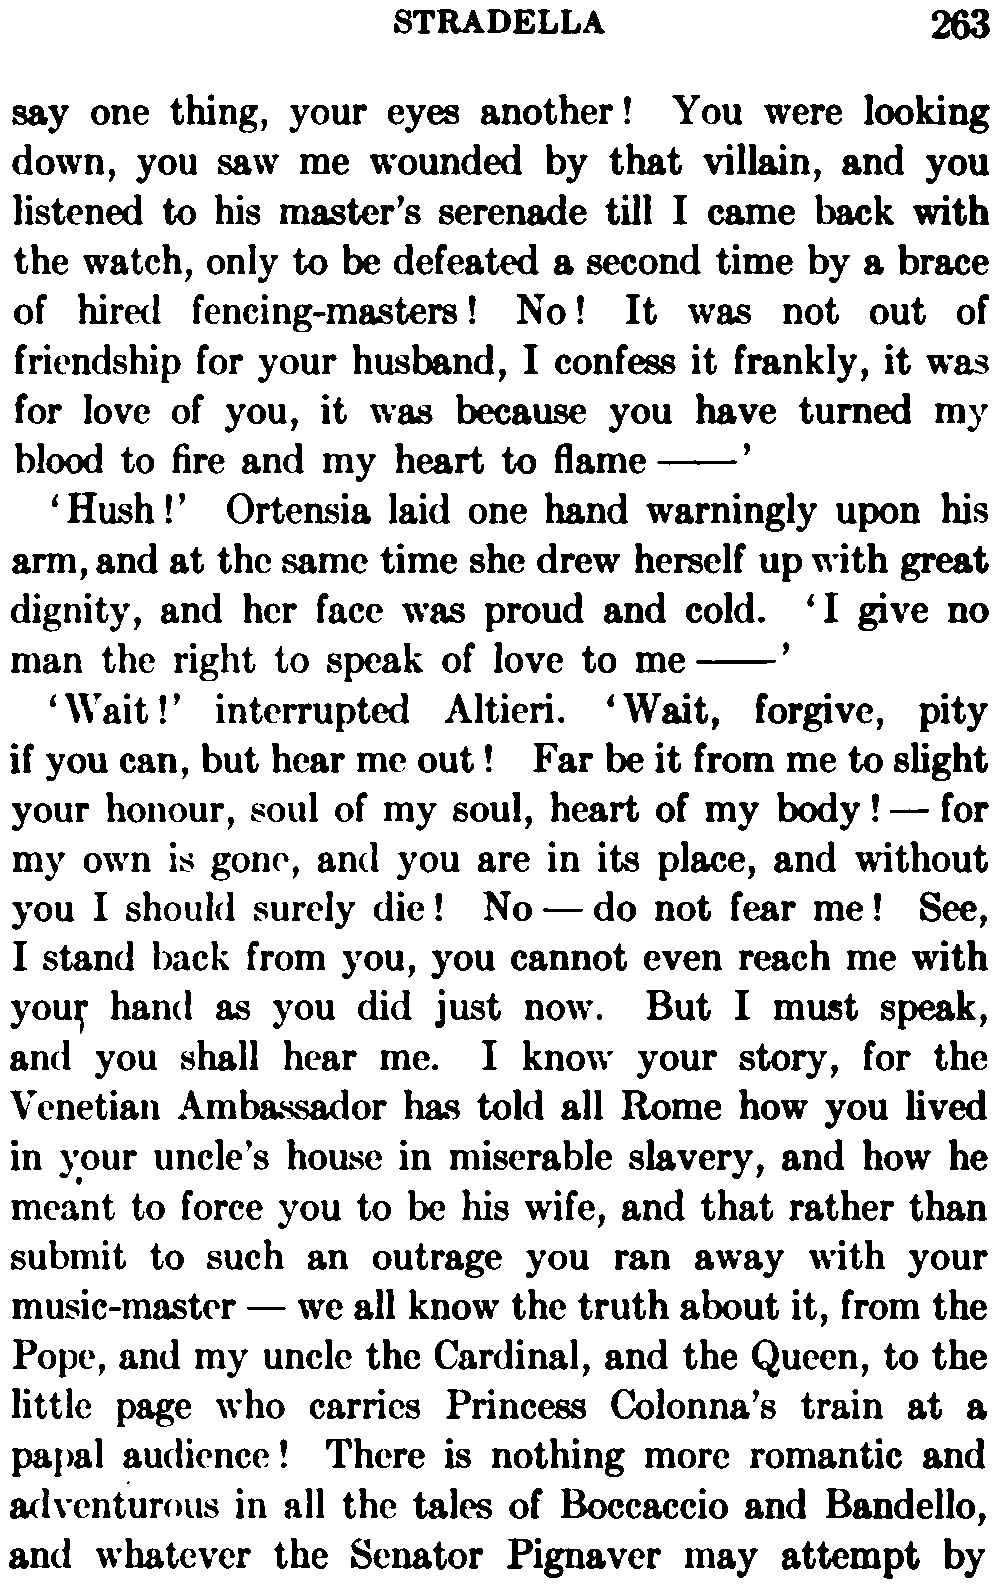 STRADELLA 263
say one thing, your eyes another! You were looking
down, you saw me wounded by that villain, and you
listened to his master's serenade till I came back with
the watch, only to be defeated a second time by a brace
of hired fencing-masters! No! It was not out of
friendship for your husband, I confess it frankly, it was
for love of you, it was because you have turned my
blood to fire and my heart to flame ——'
'Hush!' Ortensia laid one hand warningly upon his
arm, and at the same time she drew herself up with great
dignity, and her face was proud and cold. 'I give no
man the right to speak of love to me ——'
'Wait!' interrupted Altieri. 'Wait, forgive, pity
if you can, but hear me out! Far be it from me to slight
your honour, soul of my soul, heart of my body! — for
my own is gone, and you are in its place, and without
you I should surely die! No — do not fear me! See,
I stand back from you, you cannot even reach me with
your hand as you did just now. But I must speak,
and you shall hear me. I know your story, for the
Venetian Ambassador has told all Rome how you lived
in your uncle's house in miserable slavery, and how he
meant to force you to be his wife, and that rather than
submit to such an outrage you ran away with your
music-master — we all know the truth about it, from the
Pope, and my uncle the Cardinal, and the Queen, to the
little page who carries Princess Colonna's train at a
papal audience! There is nothing more romantic and
adventurous in all the tales of Boccaccio and Bandello,
and whatever the Senator Pignaver may attempt by